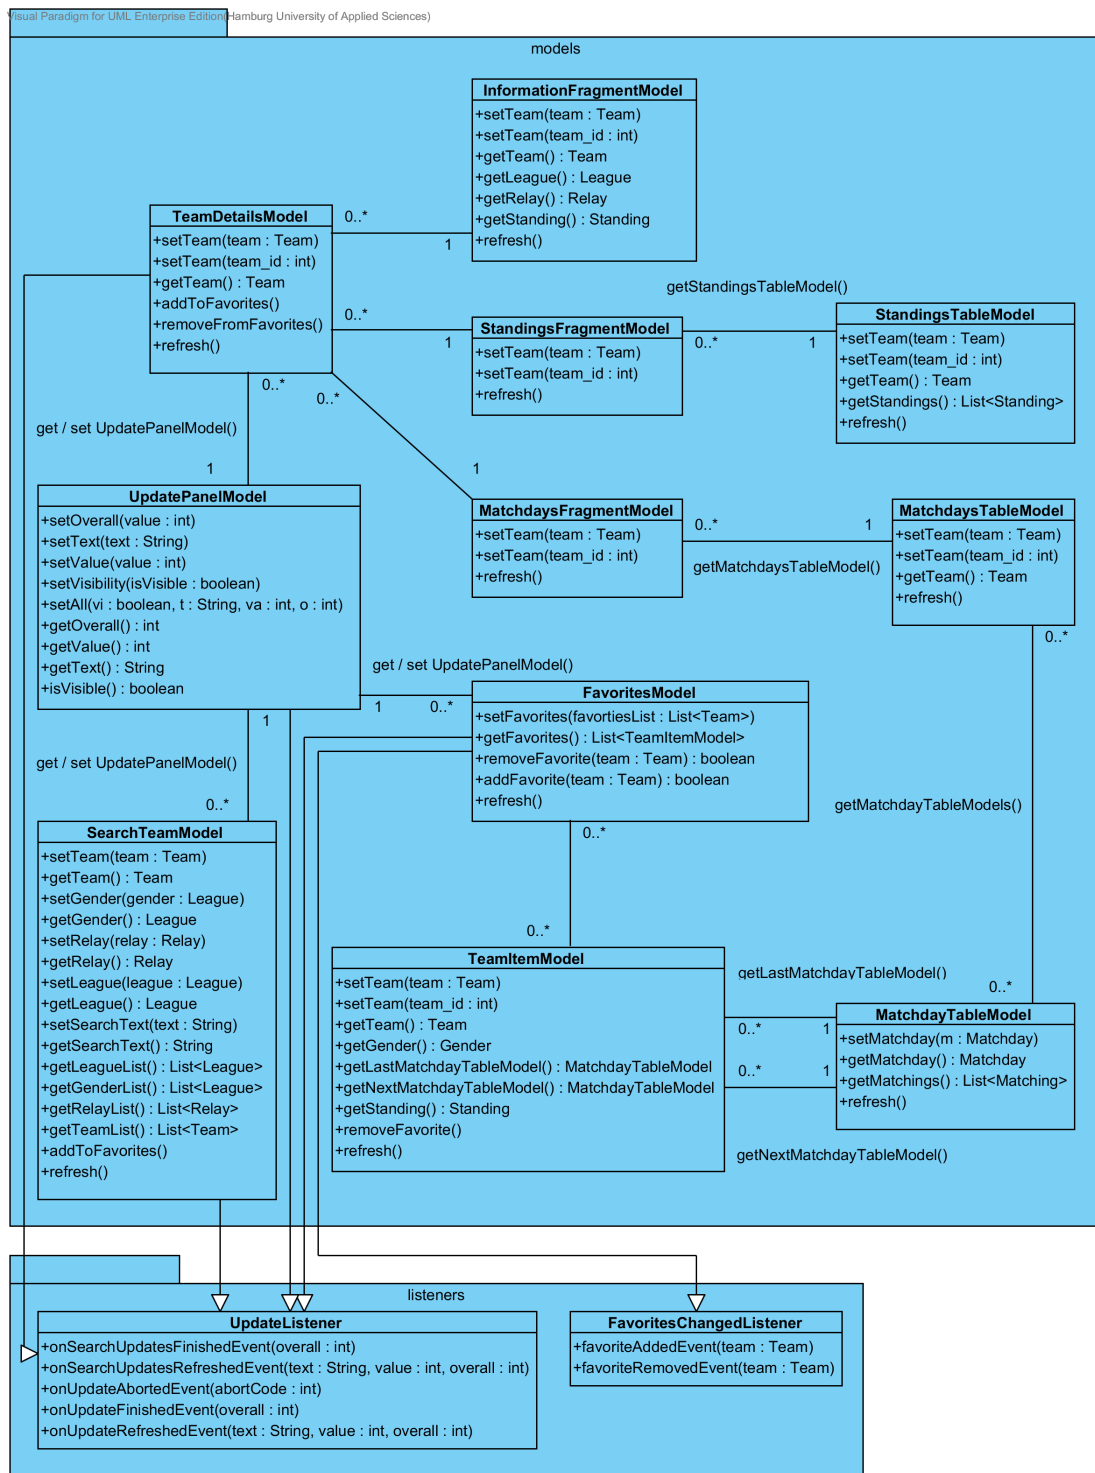 Visual Paradigm for UML Enterprise Edition(Hamburg University of Applied Sciences)
models
InformationFragmentModel
+setTeam(team : Team)
+setTeam(team_id : int)
+getTeam() : Team
+getLeague() : League
+getRelay() : Relay
+getStanding() : Standing
+refresh()
TeamDetailsModel
+setTeam(team : Team)
+setTeam(team_id : int)
+getTeam() : Team
+addToFavorites()
+removeFromFavorites()
+refresh()
0..*
1
getStandingsTableModel()
0..*
1
StandingsFragmentModel
+setTeam(team : Team)
+setTeam(team_id : int)
+refresh()
0..*
1
StandingsTableModel
+setTeam(team : Team)
+setTeam(team_id : int)
+getTeam() : Team
+getStandings() : List<Standing>
+refresh()
0..*
0..*
get / set UpdatePanelModel()
1
1
UpdatePanelModel
+setOverall(value : int)
+setText(text : String)
+setValue(value : int)
+setVisibility(isVisible : boolean)
+setAll(vi : boolean, t : String, va : int, o : int)
+getOverall() : int
+getValue() : int
+getText() : String
+isVisible() : boolean
MatchdaysFragmentModel
+setTeam(team : Team)
+setTeam(team_id : int)
+refresh()
0..*
1
getMatchdaysTableModel()
MatchdaysTableModel
+setTeam(team : Team)
+setTeam(team_id : int)
+getTeam() : Team
+refresh()
0..*
get / set UpdatePanelModel()
1
0..*
FavoritesModel
+setFavorites(favortiesList : List<Team>)
+getFavorites() : List<TeamItemModel>
+removeFavorite(team : Team) : boolean
+addFavorite(team : Team) : boolean
+refresh()
1
get / set UpdatePanelModel()
0..*
getMatchdayTableModels()
0..*
SearchTeamModel
+setTeam(team : Team)
+getTeam() : Team
+setGender(gender : League)
+getGender() : League
+setRelay(relay : Relay)
+getRelay() : Relay
+setLeague(league : League)
+getLeague() : League
+setSearchText(text : String)
+getSearchText() : String
+getLeagueList() : List<League>
+getGenderList() : List<League>
+getRelayList() : List<Relay>
+getTeamList() : List<Team>
+addToFavorites()
+refresh()
0..*
TeamItemModel
+setTeam(team : Team)
+setTeam(team_id : int)
+getTeam() : Team
+getGender() : Gender
+getLastMatchdayTableModel() : MatchdayTableModel
+getNextMatchdayTableModel() : MatchdayTableModel
+getStanding() : Standing
+removeFavorite()
+refresh()
getLastMatchdayTableModel()
0..*
0..*
1
0..*
1
getNextMatchdayTableModel()
MatchdayTableModel
+setMatchday(m : Matchday)
+getMatchday() : Matchday
+getMatchings() : List<Matching>
+refresh()
listeners
UpdateListener
+onSearchUpdatesFinishedEvent(overall : int)
+onSearchUpdatesRefreshedEvent(text : String, value : int, overall : int)
+onUpdateAbortedEvent(abortCode : int)
+onUpdateFinishedEvent(overall : int)
+onUpdateRefreshedEvent(text : String, value : int, overall : int)
FavoritesChangedListener
+favoriteAddedEvent(team : Team)
+favoriteRemovedEvent(team : Team)